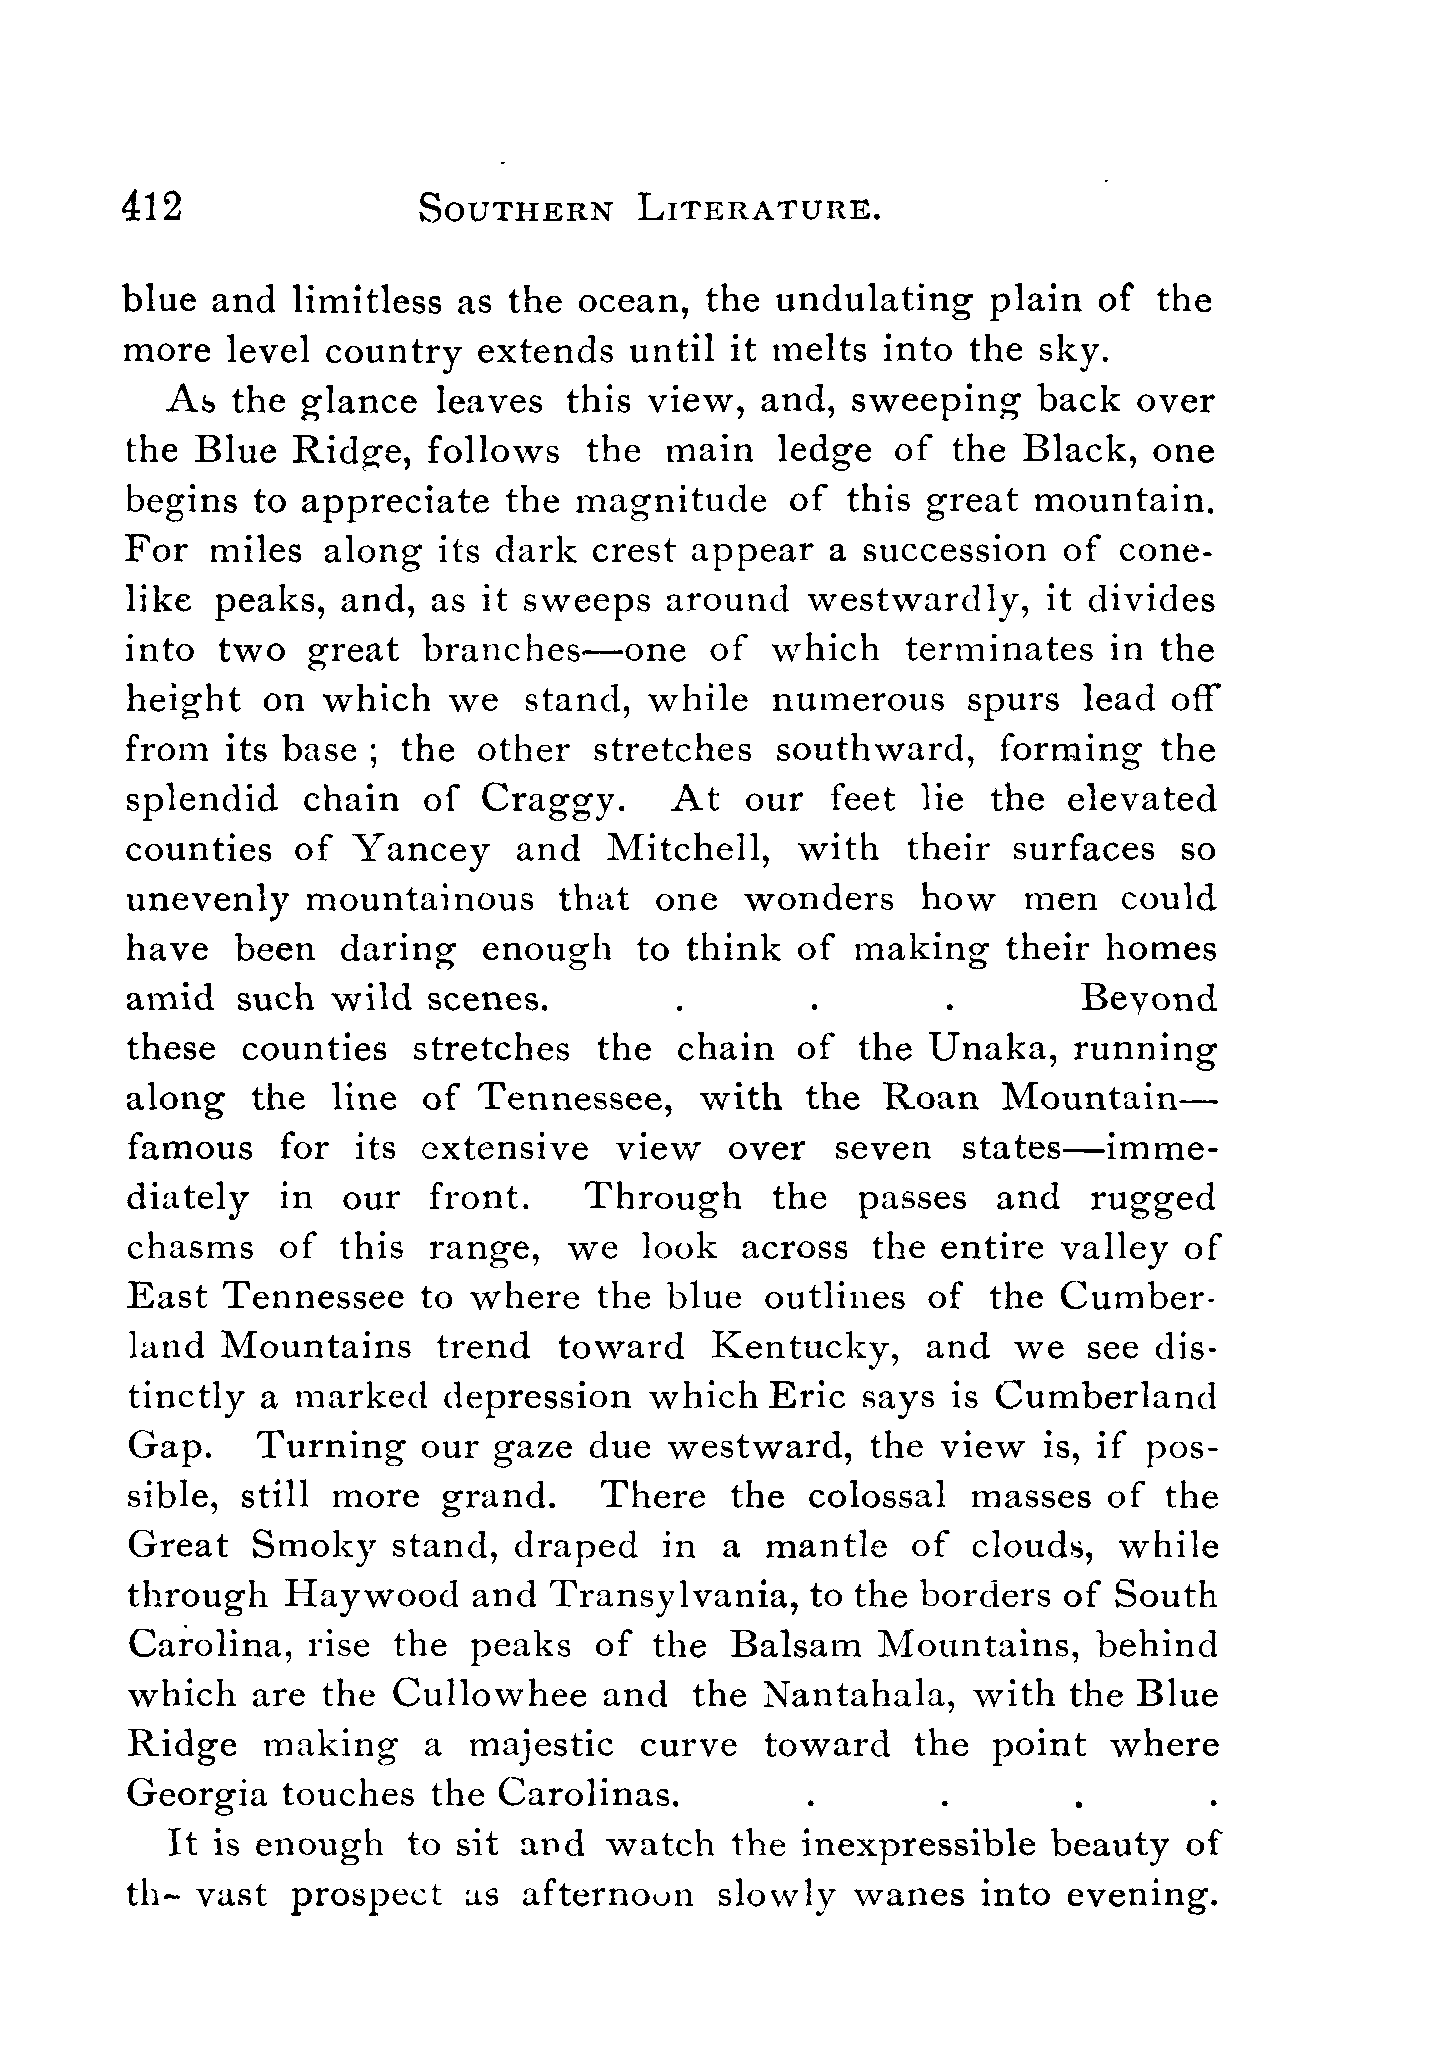 412 SOUTHERN LITERATURE.
blue and limitless as the ocean, the undulating plain of the
more level country extends until it melts into the sky.
As the glance leaves this view, and, sweeping back over
the Blue Ridge, follows the main ledge of the Black, one
begins to appreciate the magnitude of this great mountain.
For miles along its dark crest appear a succession of cone-
like peaks, and, as it sweeps around westwardly, it divides
into two great branches—one of which terminates in the
height on which we stand, while numerous spurs lead off
from its base ; the other stretches southward, forming the
splendid chain of Craggy. At our feet lie the elevated
counties of Yancey and Mitchell, with their surfaces so
unevenly mountainous that one wonders how men could
have been daring enough to think of making their homes
amid such wild scenes. . . . Beyond
these counties stretches the chain of the Unaka, running
along the line of Tennessee, with the Roan Mountain—
famous for its extensive view over seven states—imme-
diately in our front. Through the passes and rugged
chasms of this range, we look across the entire valley of
East Tennessee to where the blue outlines of the Cumber-
land Mountains trend toward Kentucky, and we see dis-
tinctly a marked depression which Eric says is Cumberland
Gap. Turning our gaze due westward, the view is, if pos-
sible, still more grand. There the colossal masses of the
Great Smoky stand, draped in a mantle of clouds, while
through Haywood and Transylvania, to the borders of South
Carolina, rise the peaks of the Balsam Mountains, behind
which are the Cullowhee and the Nantahala, with the Blue
Ridge making a majestic curve toward the point where
Georgia touches the Carolinas. . . . .
It is enough to sit and watch the inexpressible beauty of
the vast prospect as afternoon slowly wanes into evening.